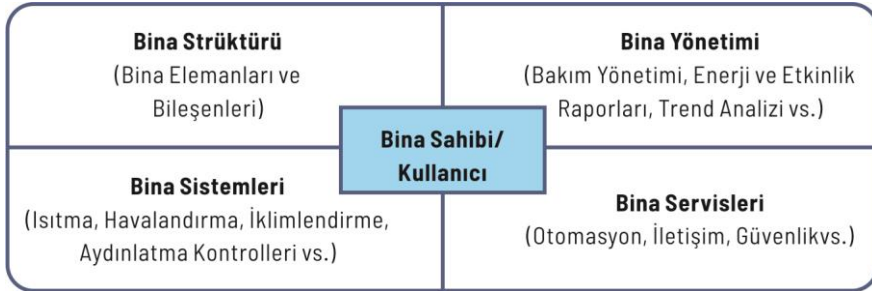 Bina Strüktürü
(Bina Elemanları ve
Bileşenleri)
Bina Yönetimi
(Bakım Yönetimi, Enerji ve Etkinlik
Raporları, Trend Analizi vs.)
Bina Sahibi/
Kullanıcı
Bina Sistemleri
(Isıtma, Havalandırma, İklimlendirme,
Aydınlatma Kontrolleri vs.)
Bina Servisleri
(Otomasyon, İletişim, Güvenlikvs.)